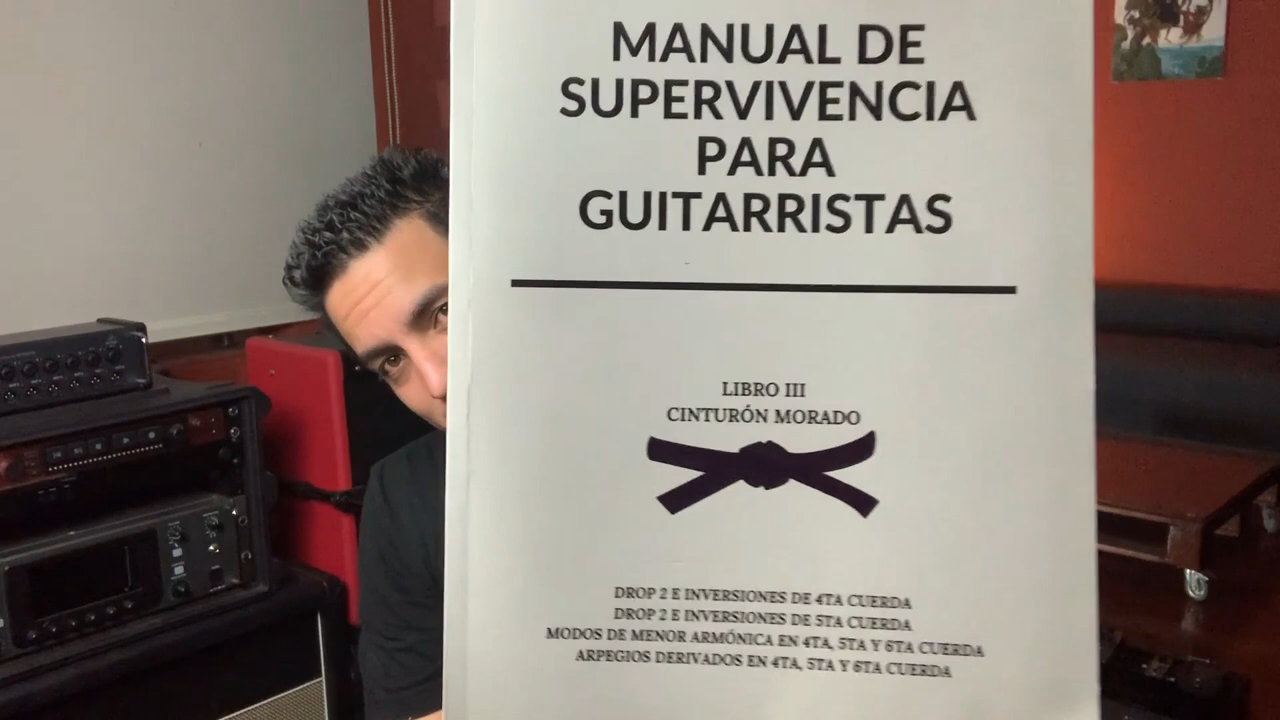 MANUAL DE
SUPERVIVENCIA
PARA
GUITARRISTAS
LIBRO III
CINTURÓN MORADO
DROP 2 E INVERSIONES DE 4TA CUERDA
DROP 2 E INVERSIONES DE 5TA CUERDA
MODOS DE MENOR ARMÓNICA EN 4TA, 5TA Y 6TA CUERDA
ARPEGIOS DERIVADOS EN 4TA, 5TA Y 6TA CUERDA